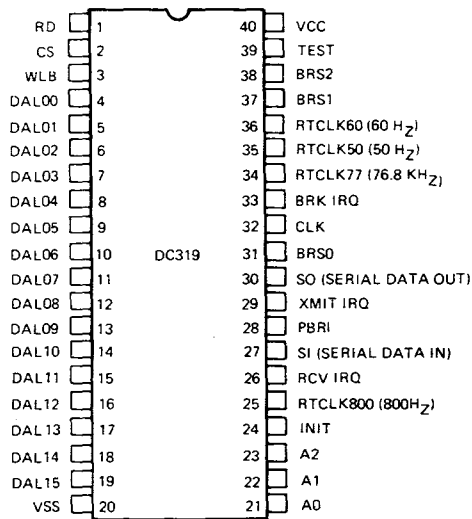 RD 1 40 VCC
CS 2 39 TEST
WLB 3 38 BRS2
DAL00 4 37 BRS1
DAL01 5 36 RTCLK60 (60 HZ)
DAL02 6 35 RTCLK50 (50 HZ)
DAL03 7 34 RTCLK77 (76.8 KHZ)
DAL04 8 33 BRK IRQ
DAL05 9 32 CLK
DAL06 10 DC319 31 BRS0
DAL07 11 30 SO (SERIAL DATA OUT)
DAL08 12 29 XMIT IRQ
DAL09 13 28 PBRI
DAL10 14 27 SI (SERIAL DATA IN)
DAL11 15 26 RCV IRQ
DAL12 16 25 RTCLK800 (800HZ)
DAL13 17 24 INIT
DAL14 18 23 A2
DAL15 19 22 A1
VSS 20 21 A0